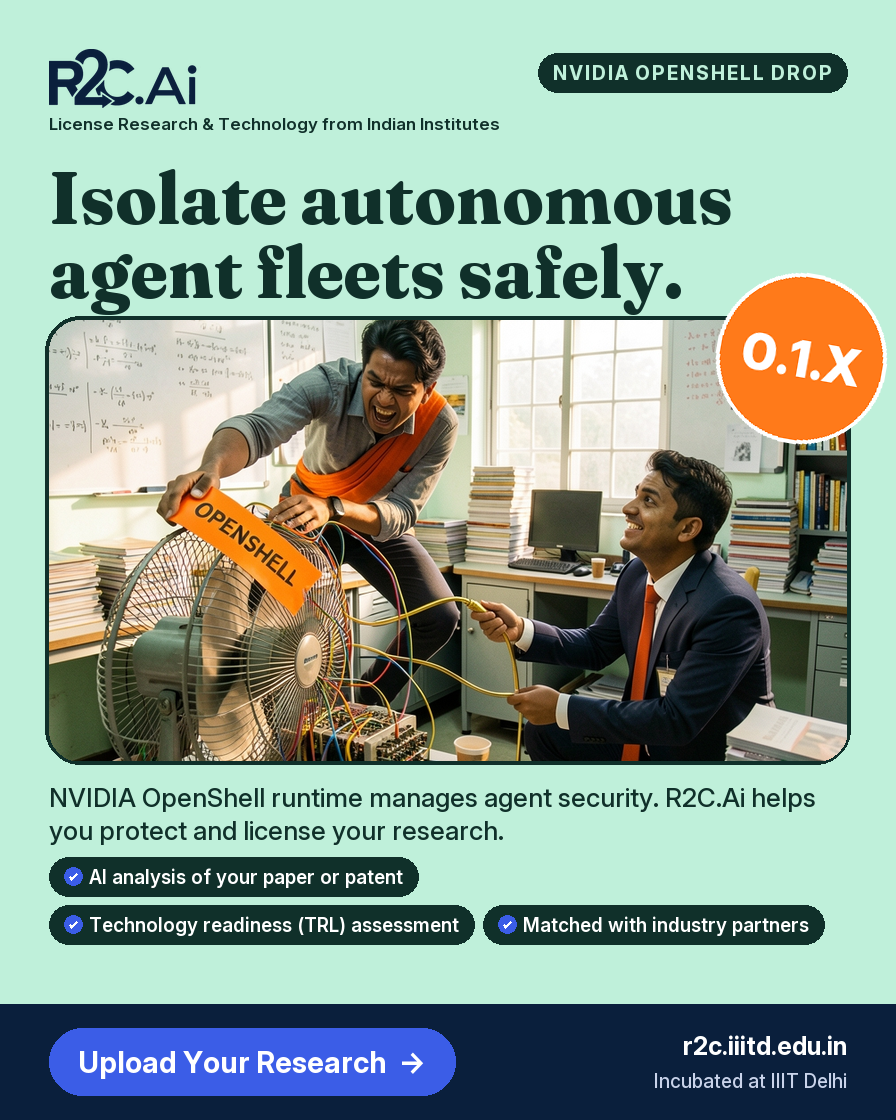 R2C.Ai
NVIDIA OPENSHELL DROP
License Research & Technology from Indian Institutes
Isolate autonomous
agent fleets safely.
0.1.X
OPENSHELL
NVIDIA OpenShell runtime manages agent security. R2C.Ai helps
you protect and license your research.
AI analysis of your paper or patent
Technology readiness (TRL) assessment
Matched with industry partners
Upload Your Research →
r2c.iiitd.edu.in
Incubated at IIIT Delhi